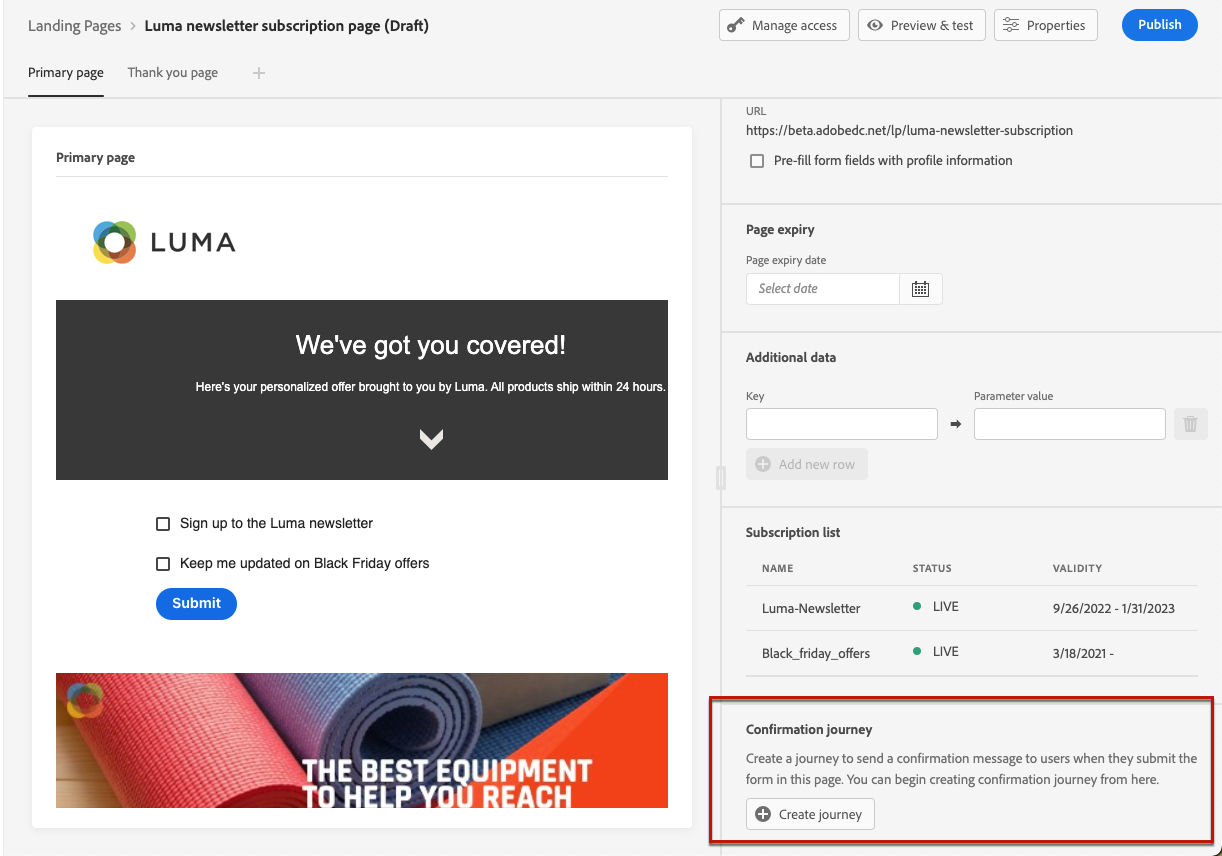 Landing Pages > Luma newsletter subscription page (Draft)
Manage access
Preview & test
Properties
Publish
Primary page
Thank you page
Primary page
LUMA
We've got you covered!
Here's your personalized offer brought to you by Luma. All products ship within 24 hours.
Sign up to the Luma newsletter
Keep me updated on Black Friday offers
Submit
THE BEST EQUIPMENT
TO HELP YOU REACH
URL
https://beta.adobedc.net/lp/luma-newsletter-subscription
Pre-fill form fields with profile information
Page expiry
Page expiry date
Select date
Additional data
Key
Parameter value
Add new row
Subscription list
NAME STATUS VALIDITY
Luma-Newsletter LIVE 9/26/2022 - 1/31/2023
Black_friday_offers LIVE 3/18/2021 -
Confirmation journey
Create a journey to send a confirmation message to users when they submit the
form in this page. You can begin creating confirmation journey from here.
Create journey